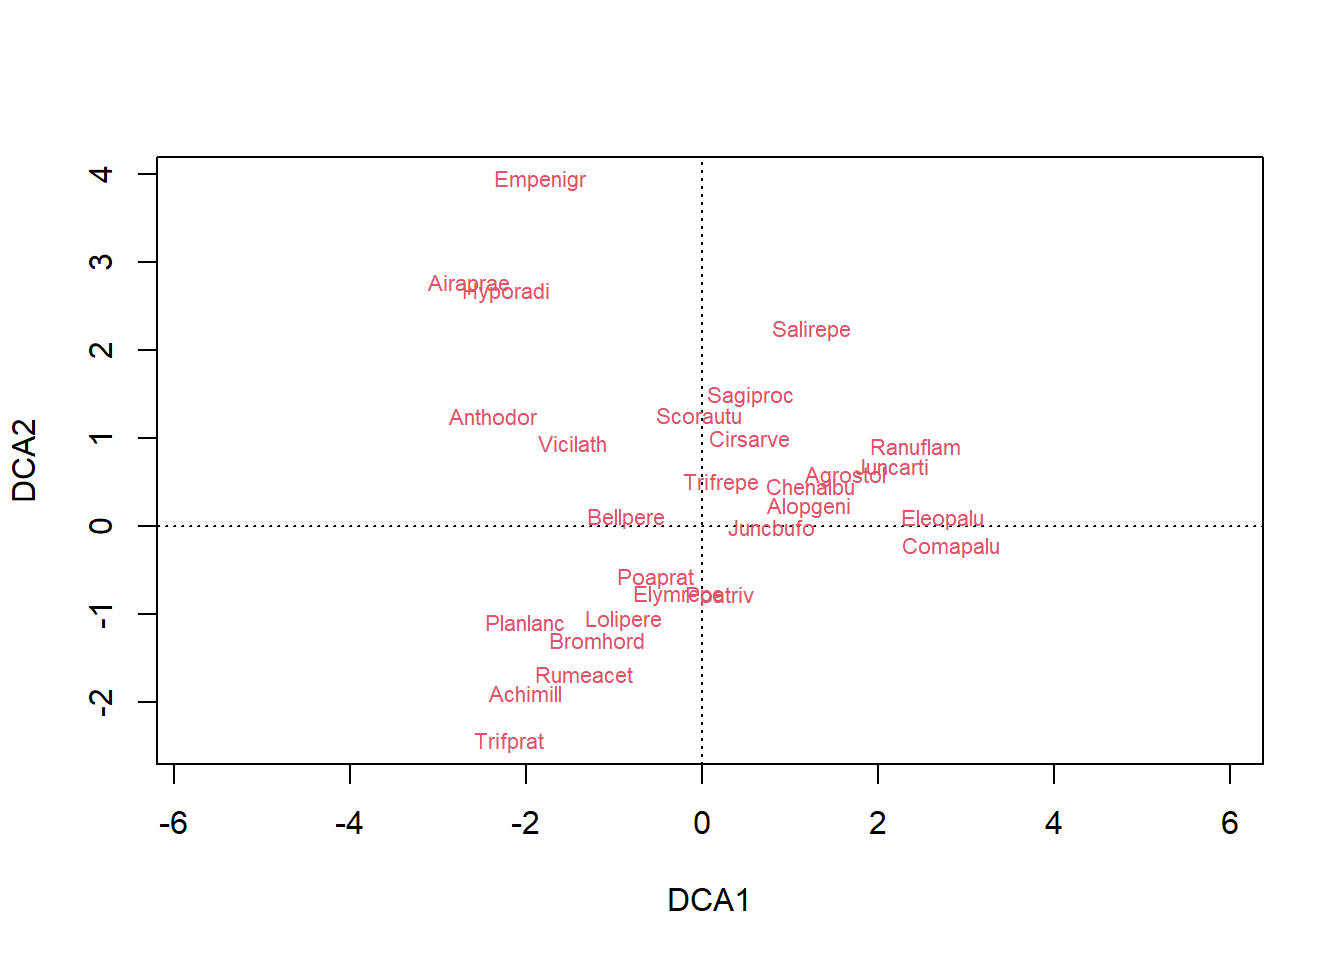 4
Empenigr
3
Airaprae
Hyporadi
2
Salirepe
Sagiproc
Anthodor
Scorautu
1
Cirsarve
Vicilath
Ranuflam
Juncarti
Agrostol
Trifrepe
Chenalbu
Alopgeni
DCA2
0
Bellpere
Eleopalu
Juncbufo
Comapalu
Poaprat
Elymrepe
Poatriv
-1
Lolipere
Planlanc
Bromhord
Rumeacet
Achimill
-2
Trifprat
-6 -4 -2 0 2 4 6
DCA1